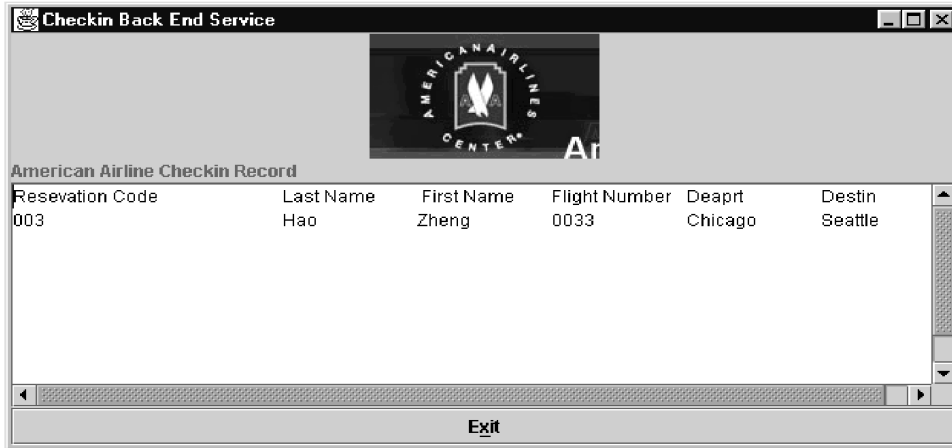 Checkin Back End Service
AMERICAN AIRLINES
AA
CENTER
Ar
American Airline Checkin Record
Resevation Code Last Name First Name Flight Number Deaprt Destin
003 Hao Zheng 0033 Chicago Seattle
Exit